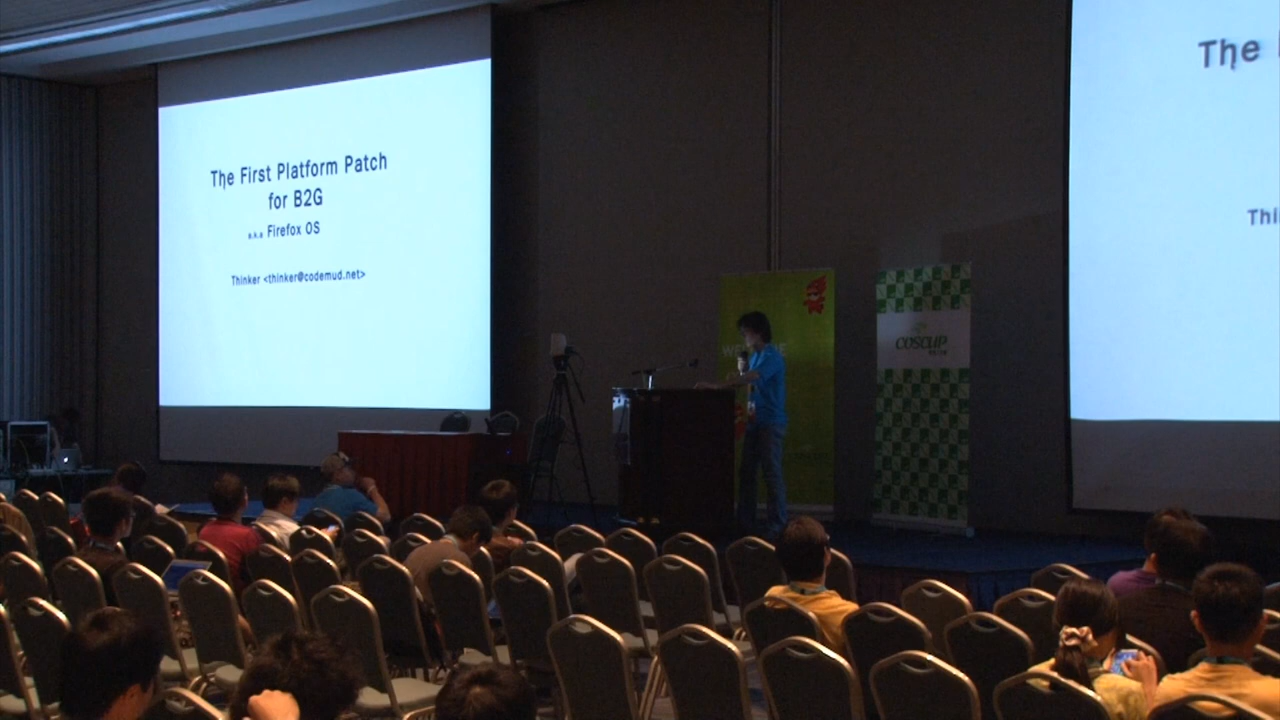 The First Platform Patch
for B2G
a.k.a Firefox OS
Thinker <thinker@codemud.net>
The
Thi
COSCUP